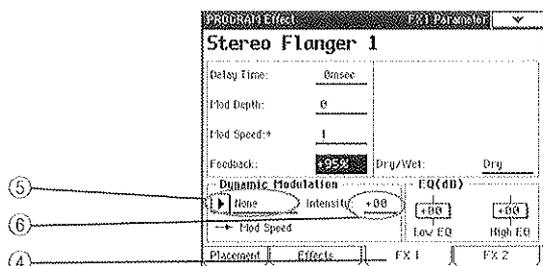 PROGRAM Effect FX1 Parameter
Stereo Flanger 1
Delay Time: 0msec
Mod Depth: 0
Mod Speed:* 1
Feedback: +95% Dry/Wet: Dry
Dynamic Modulation EQ(dB)
None Intensity +00 +00 +00
Mod Speed Low EQ High EQ
Placement Effects FX 1 FX 2
5
6
4